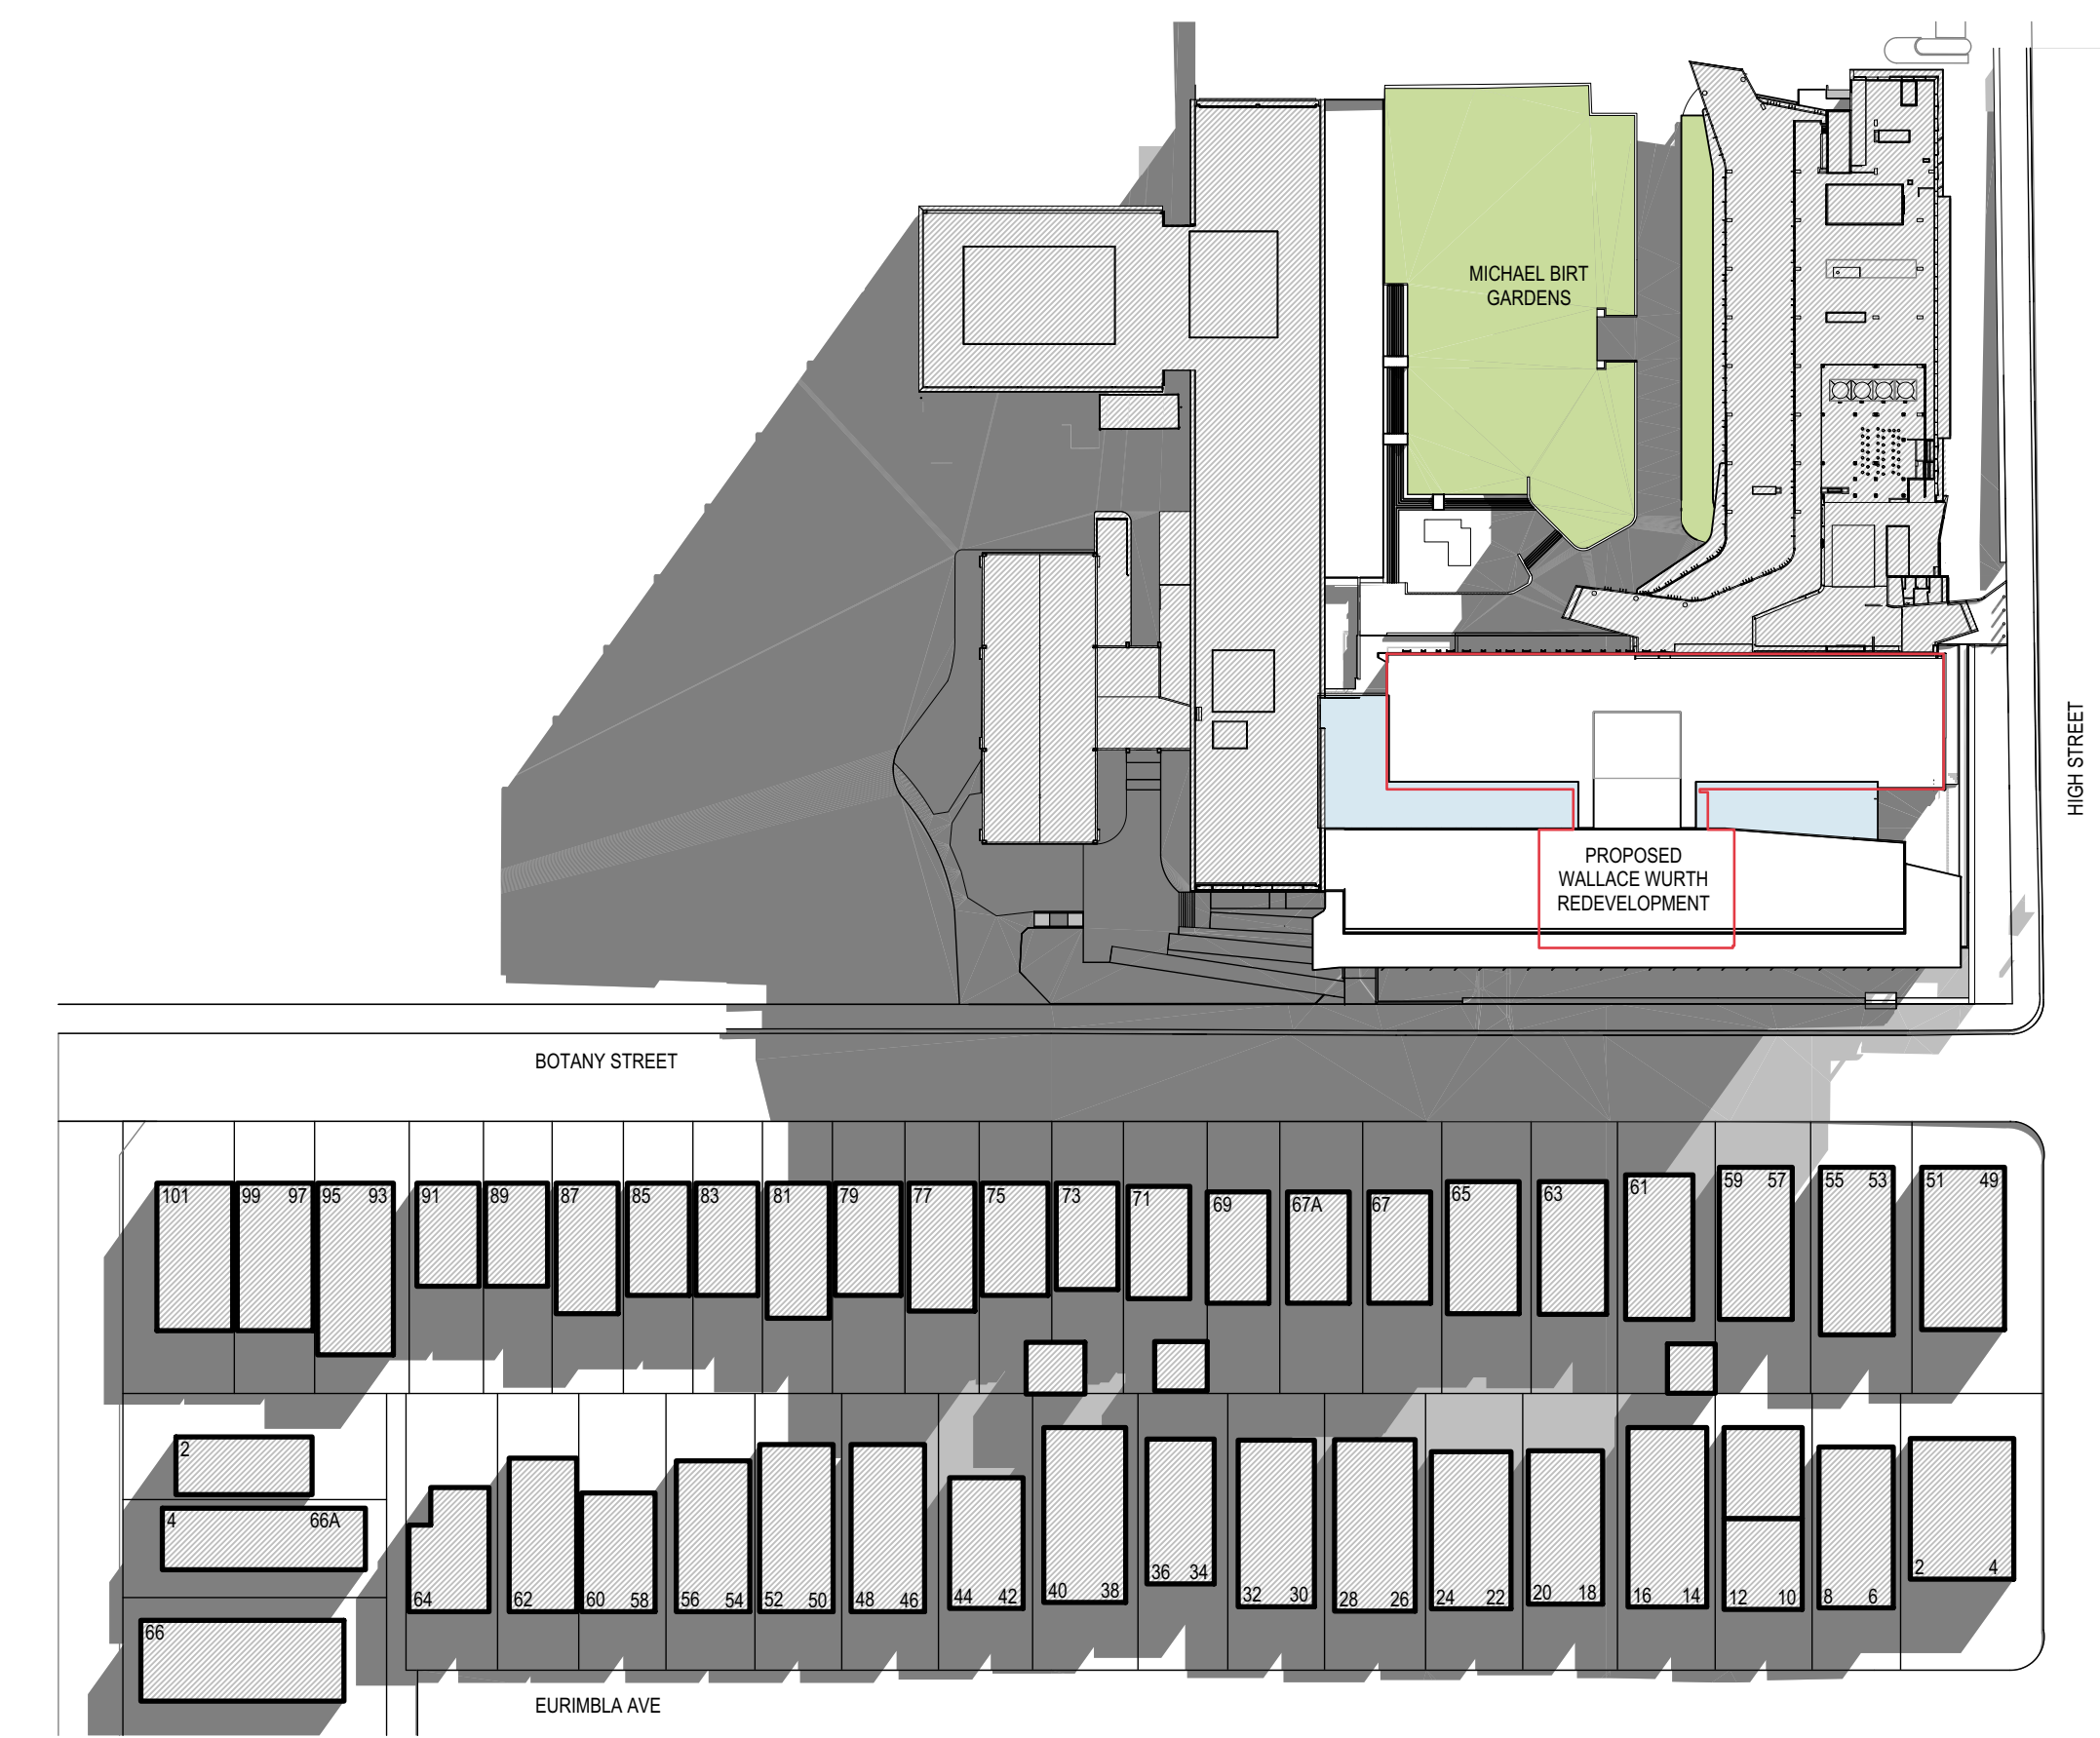 MICHAEL BIRT
GARDENS
HIGH STREET
PROPOSED
WALLACE WURTH
REDEVELOPMENT
BOTANY STREET
101 99 97 95 93 91 89 87 85 83 81 79 77 75 73 71 69 67A 67 65 63 61 59 57 55 53 51 49
2
4 66A
64 62 60 58 56 54 52 50 48 46 44 42 40 38 36 34 32 30 28 26 24 22 20 18 16 14 12 10 8 6 2 4
66
EURIMBLA AVE